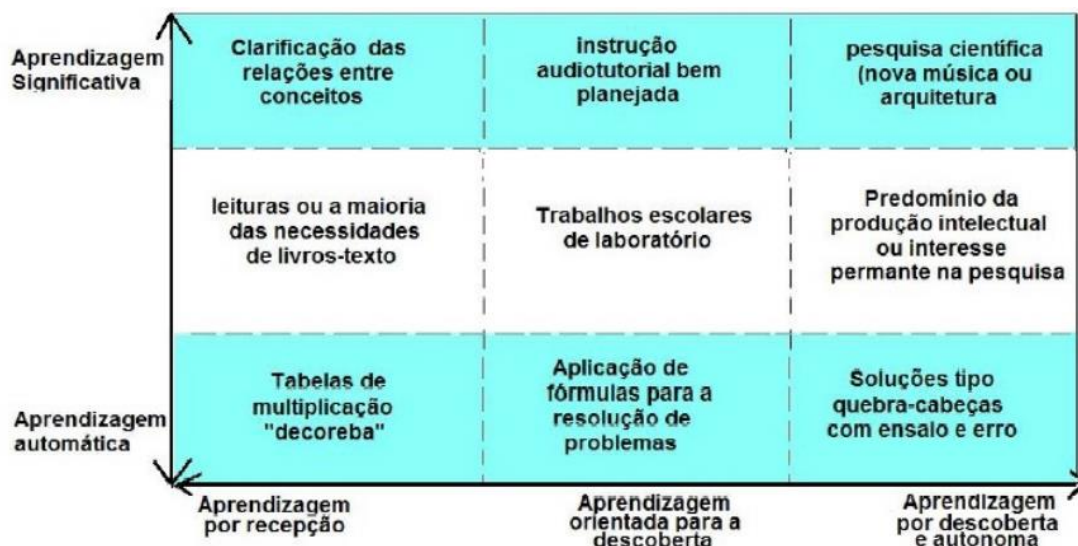 Aprendizagem
Significativa
Clarificação das
relações entre
conceitos
instrução
audiotutorial bem
planejada
pesquisa científica
(nova música ou
arquitetura
leituras ou a maioria
das necessidades
de livros-texto
Trabalhos escolares
de laboratório
Predomínio da
produção intelectual
ou interesse
permante na pesquisa
Aprendizagem
automática
Tabelas de
multiplicação
"decoreba"
Aplicação de
fórmulas para a
resolução de
problemas
Soluções tipo
quebra-cabeças
com ensaio e erro
Aprendizagem
por recepção
Aprendizagem
orientada para a
descoberta
Aprendizagem
por descoberta
e autonoma